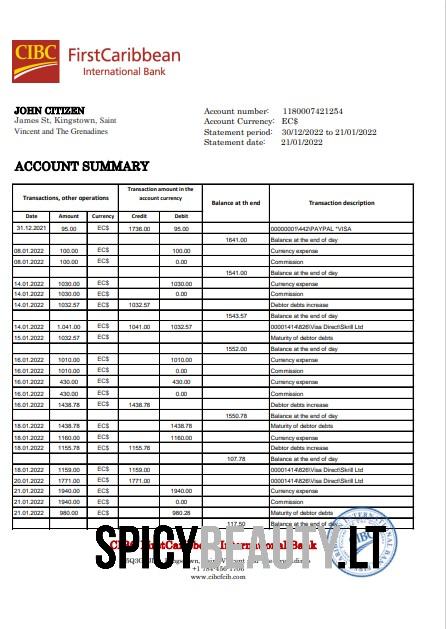 CIBC FirstCaribbean
International Bank
JOHN CITIZEN
James St, Kingstown, Saint
Vincent and The Grenadines
Account number: 1180007421254
Account Currency: EC$
Statement period: 30/12/2022 to 21/01/2022
Statement date: 21/01/2022
ACCOUNT SUMMARY
Transactions, other operations Transaction amount in the account currency Balance at th end Transaction description
Date Amount Currency Credit Debit
31.12.2021 95.00 EC$ 1736.00 95.00 00000001\442\PAYPAL *VISA
1641.00 Balance at the end of day
08.01.2022 100.00 EC$ 100.00 Currency expense
08.01.2022 100.00 EC$ 0.00 Commission
1541.00 Balance at the end of day
14.01.2022 1030.00 EC$ 1030.00 Currency expense
14.01.2022 1030.00 EC$ 0.00 Commission
14.01.2022 1032.57 EC$ 1032.57 Debtor debts increase
1543.57 Balance at the end of day
14.01.2022 1.041.00 EC$ 1041.00 1032.57 00001414\826\Visa Direct\Skrill Ltd
15.01.2022 1032.57 EC$ Maturity of debtor debts
1552.00 Balance at the end of day
16.01.2022 1010.00 EC$ 1010.00 Currency expense
16.01.2022 1010.00 EC$ 0.00 Commission
16.01.2022 430.00 EC$ 430.00 Currency expense
16.01.2022 430.00 EC$ 0.00 Commission
16.01.2022 1438.78 EC$ 1438.78 Debtor debts increase
1550.78 Balance at the end of day
18.01.2022 1438.78 EC$ 1438.78 Maturity of debtor debts
18.01.2022 1160.00 EC$ 1160.00 Currency expense
18.01.2022 1155.78 EC$ 1155.78 Debtor debts increase
107.78 Balance at the end of day
18.01.2022 1159.00 EC$ 1159.00 00001414\826\Visa Direct\Skrill Ltd
20.01.2022 1771.00 EC$ 1771.00 00001414\826\Visa Direct\Skrill Ltd
21.01.2022 1940.00 EC$ 1940.00 Currency expense
21.01.2022 1940.00 EC$ 0.00 Commission
21.01.2022 980.00 EC$ 980.28 Maturity of debtor debts
117.50 Balance at the end of day
SPICYBEAUTY.LT
CIBC
www.cibcfcib.com